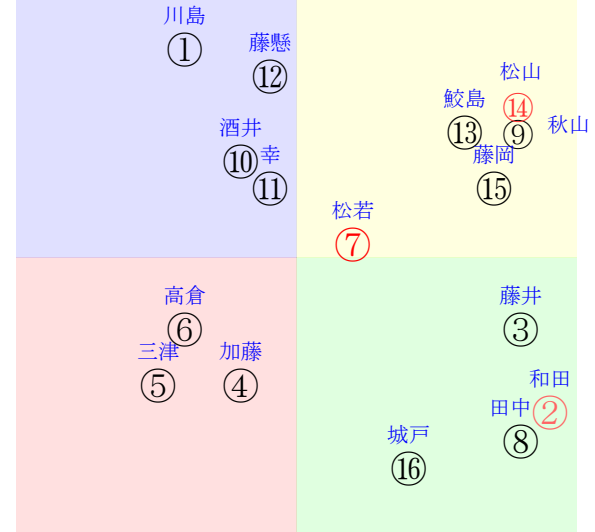 川島
①
藤懸
⑫
松山
⑭
鮫島
⑬
⑨
秋山
酒井
⑩
幸
⑪
藤岡
⑮
松若
⑦
高倉
⑥
藤井
③
三津
⑤
加藤
④
和田
②
田中
⑧
城戸
⑯